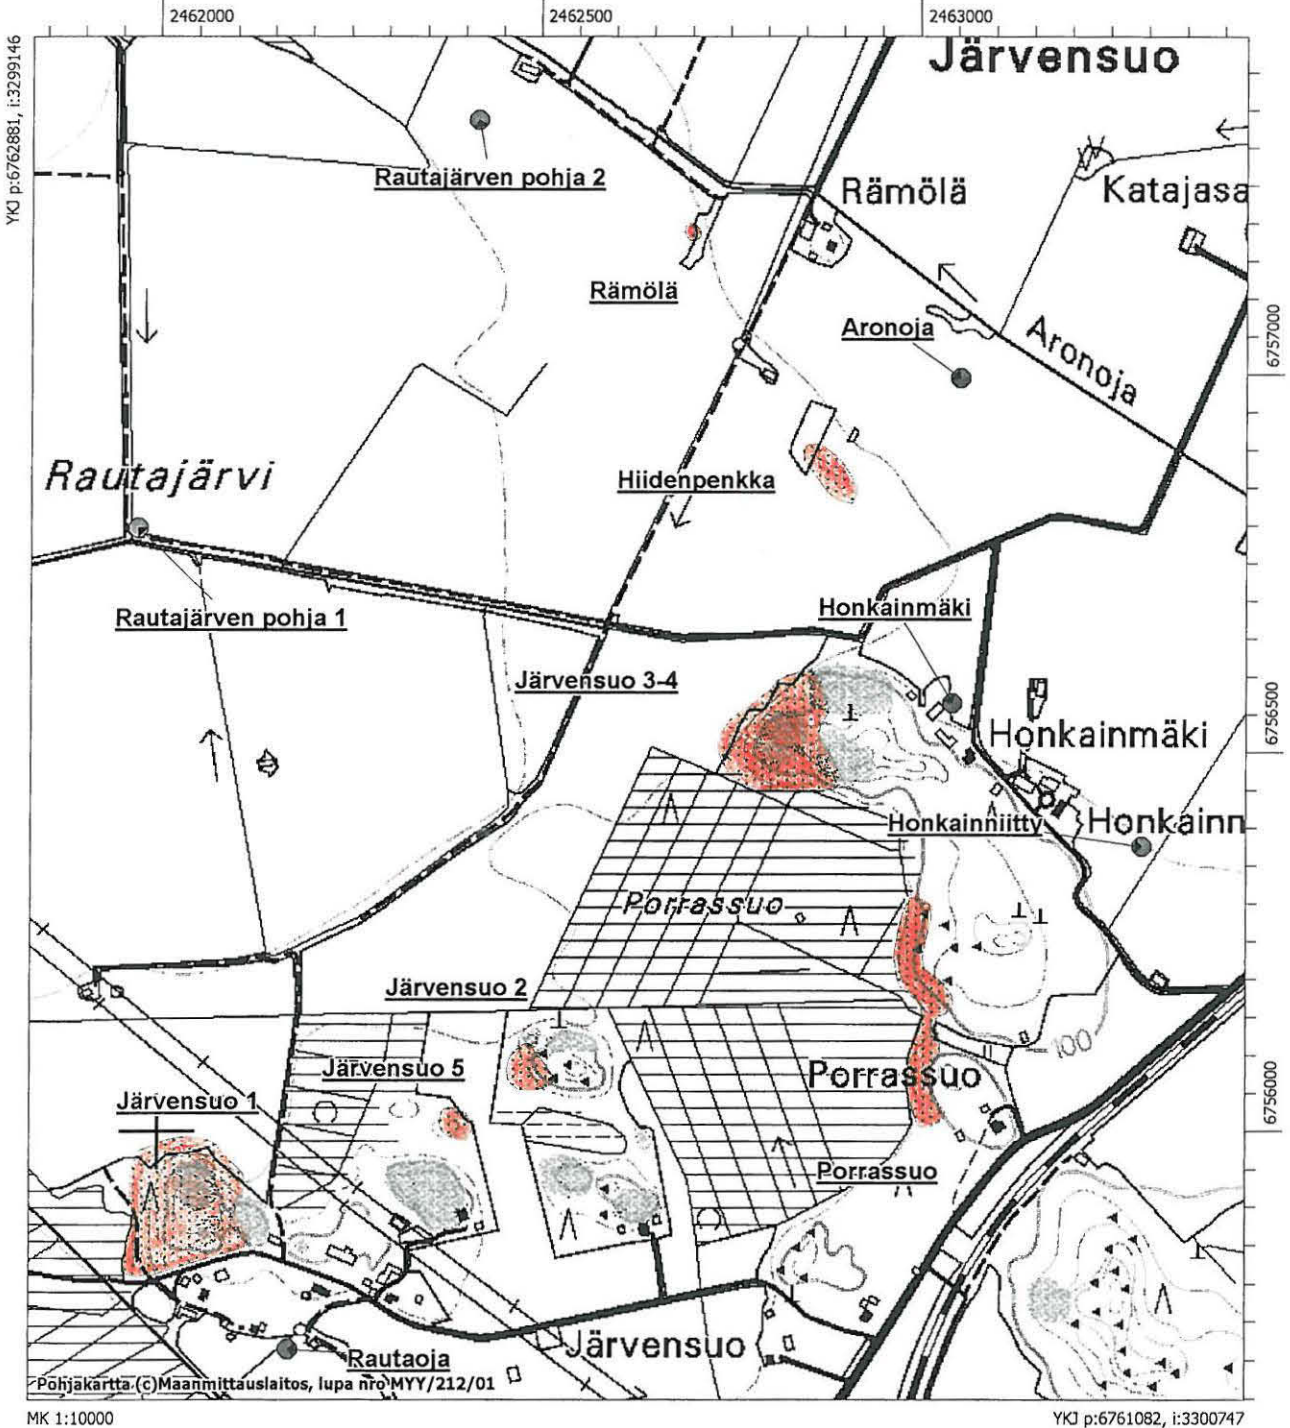 2462000
2462500
2463000
YKJ p:6762881, i:3299146
Järvensuo
Rautajärven pohja 2
Rämölä
Katajasa
Rämölä
Aronoja
Aronoja
6757000
Rautajärvi
Hiidenpenkka
Honkainmäki
Rautajärven pohja 1
Järvensuo 3-4
Honkainmäki
6756500
Honkainniitty
Honkainn
Porrassuo
Järvensuo 2
100
Järvensuo 5
Porrassuo
Järvensuo 1
6756000
Porrassuo
Järvensuo
Rautaoja
Pohjakartta (c)Maanmittauslaitos, lupa nro MYY/212/01
MK 1:10000
YKJ p:6761082, i:3300747